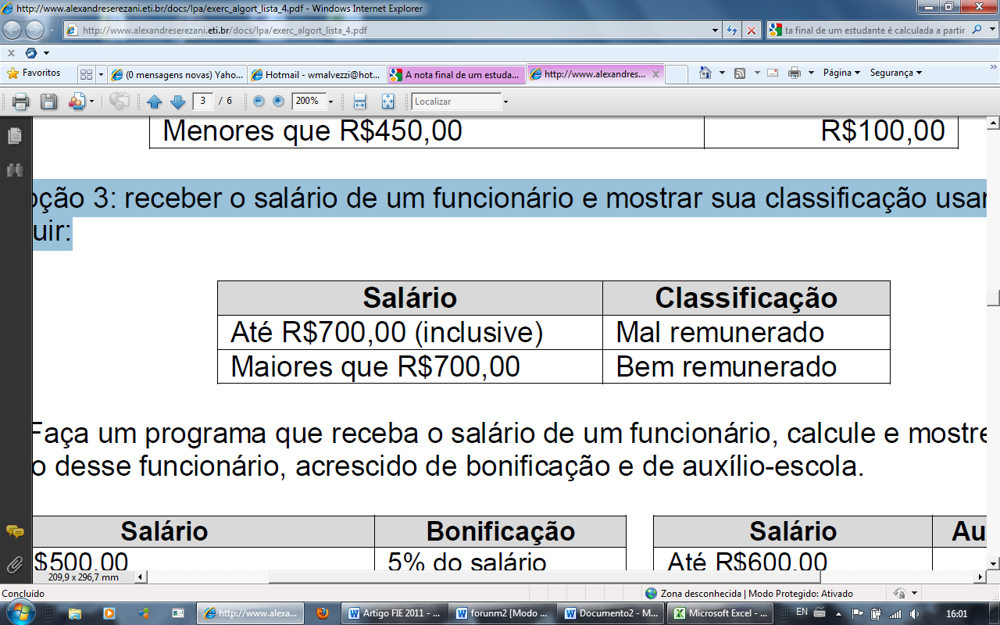 http://www.alexandreserezani.eti.br/docs/lpa/exerc_algort_lista_4.pdf - Windows Internet Explorer
http://www.alexandreserezani.eti.br/docs/lpa/exerc_algort_lista_4.pdf
ta final de um estudante é calculada a partir
Favoritos
(0 mensagens novas) Yaho...
Hotmail - wmalvezzi@hot...
A nota final de um estuda...
http://www.alexandres...
Página
Segurança
3 / 6
200%
Localizar
Menores que R$450,00 R$100,00
pção 3: receber o salário de um funcionário e mostrar sua classificação usar
uir:
Salário Classificação
Até R$700,00 (inclusive) Mal remunerado
Maiores que R$700,00 Bem remunerado
Faça um programa que receba o salário de um funcionário, calcule e mostre
o desse funcionário, acrescido de bonificação e de auxílio-escola.
Salário Bonificação Salário Au
$500,00 5% do salário Até R$600,00
209,9 x 296,7 mm
Concluído
Zona desconhecida | Modo Protegido: Ativado
http://www.alexa...
Artigo FIE 2011 - ...
forunm2 [Modo ...
Documento2 - M...
Microsoft Excel - ...
EN
16:01